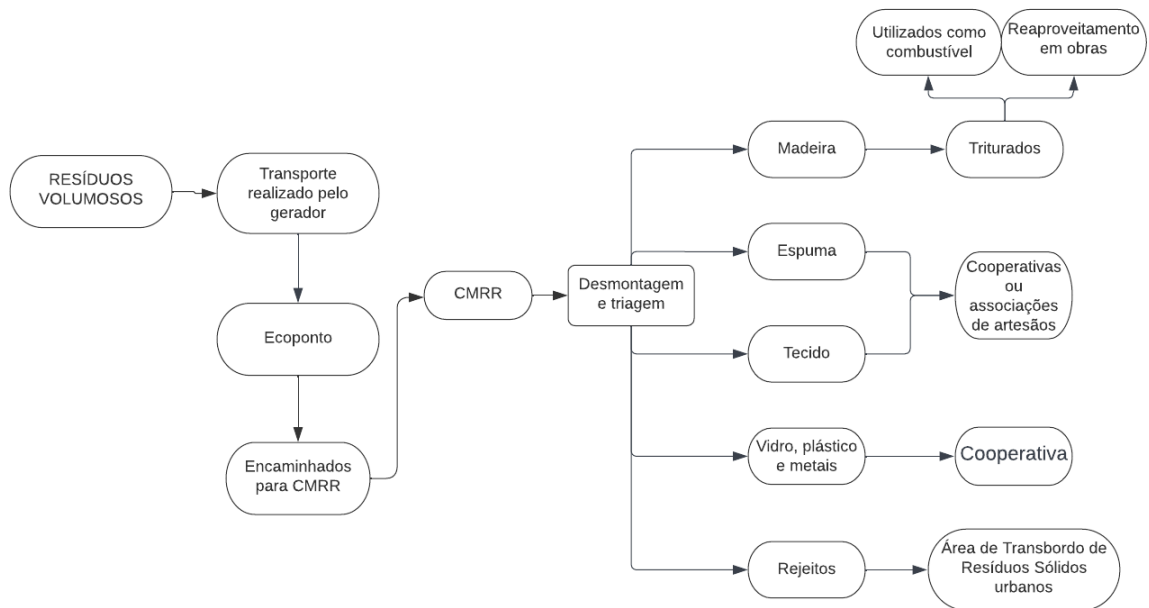 RESÍDUOS
VOLUMOSOS
Transporte
realizado pelo
gerador
Ecoponto
Encaminhados
para CMRR
CMRR
Desmontagem
e triagem
Madeira
Triturados
Utilizados como
combustível
Reaproveitamento
em obras
Espuma
Tecido
Cooperativas
ou
associações
de artesãos
Vidro, plástico
e metais
Cooperativa
Rejeitos
Área de Transbordo de
Resíduos Sólidos
urbanos